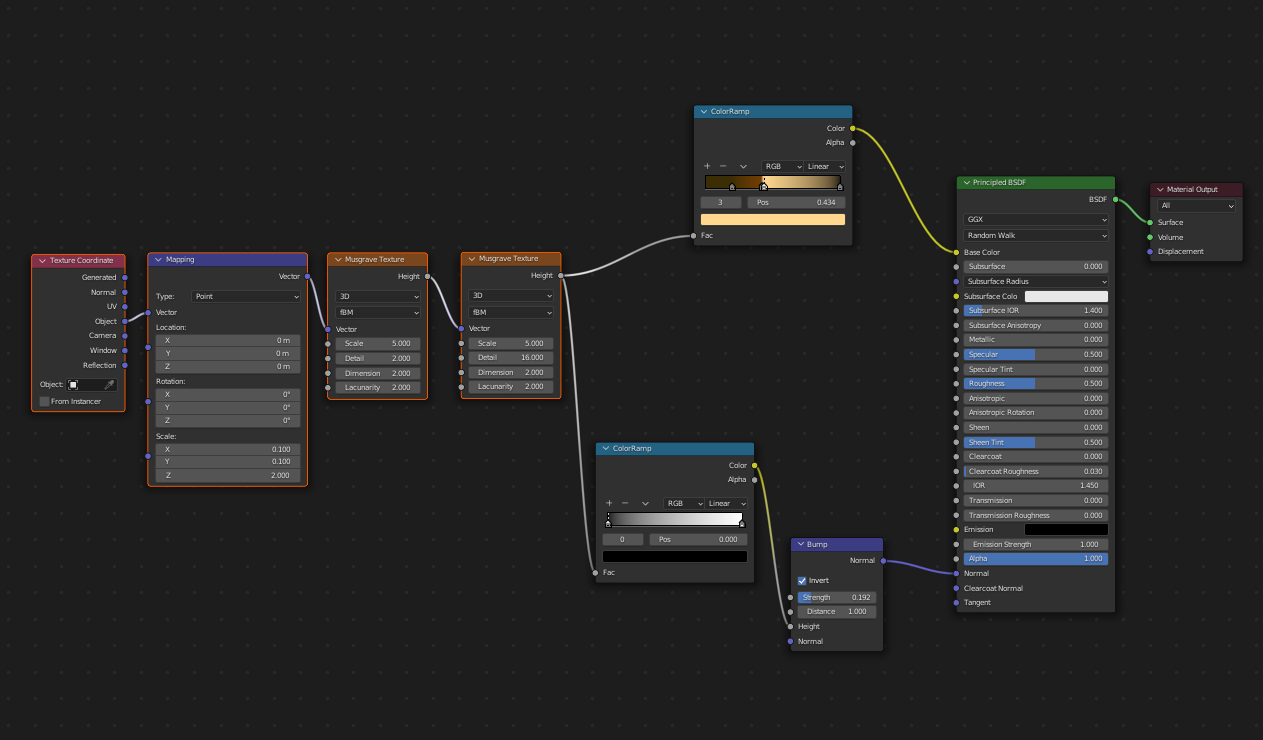 Texture Coordinate
Generated
Normal
UV
Object
Camera
Window
Reflection
Object:
From Instancer
Mapping
Vector
Type: Point
Vector
Location:
X 0 m
Y 0 m
Z 0 m
Rotation:
X 0°
Y 0°
Z 0°
Scale:
X 0.100
Y 0.100
Z 2.000
Musgrave Texture
Height
3D
fBM
Vector
Scale 5.000
Detail 2.000
Dimension 2.000
Lacunarity 2.000
Musgrave Texture
Height
3D
fBM
Vector
Scale 5.000
Detail 16.000
Dimension 2.000
Lacunarity 2.000
ColorRamp
Color
Alpha
+ − RGB Linear
3 Pos 0.434
Fac
ColorRamp
Color
Alpha
+ − RGB Linear
0 Pos 0.000
Fac
Bump
Normal
Invert
Strength 0.192
Distance 1.000
Height
Normal
Principled BSDF
BSDF
GGX
Random Walk
Base Color
Subsurface 0.000
Subsurface Radius
Subsurface Colo
Subsurface IOR 1.400
Subsurface Anisotropy 0.000
Metallic 0.000
Specular 0.500
Specular Tint 0.000
Roughness 0.500
Anisotropic 0.000
Anisotropic Rotation 0.000
Sheen 0.000
Sheen Tint 0.500
Clearcoat 0.000
Clearcoat Roughness 0.030
IOR 1.450
Transmission 0.000
Transmission Roughness 0.000
Emission
Emission Strength 1.000
Alpha 1.000
Normal
Clearcoat Normal
Tangent
Material Output
All
Surface
Volume
Displacement